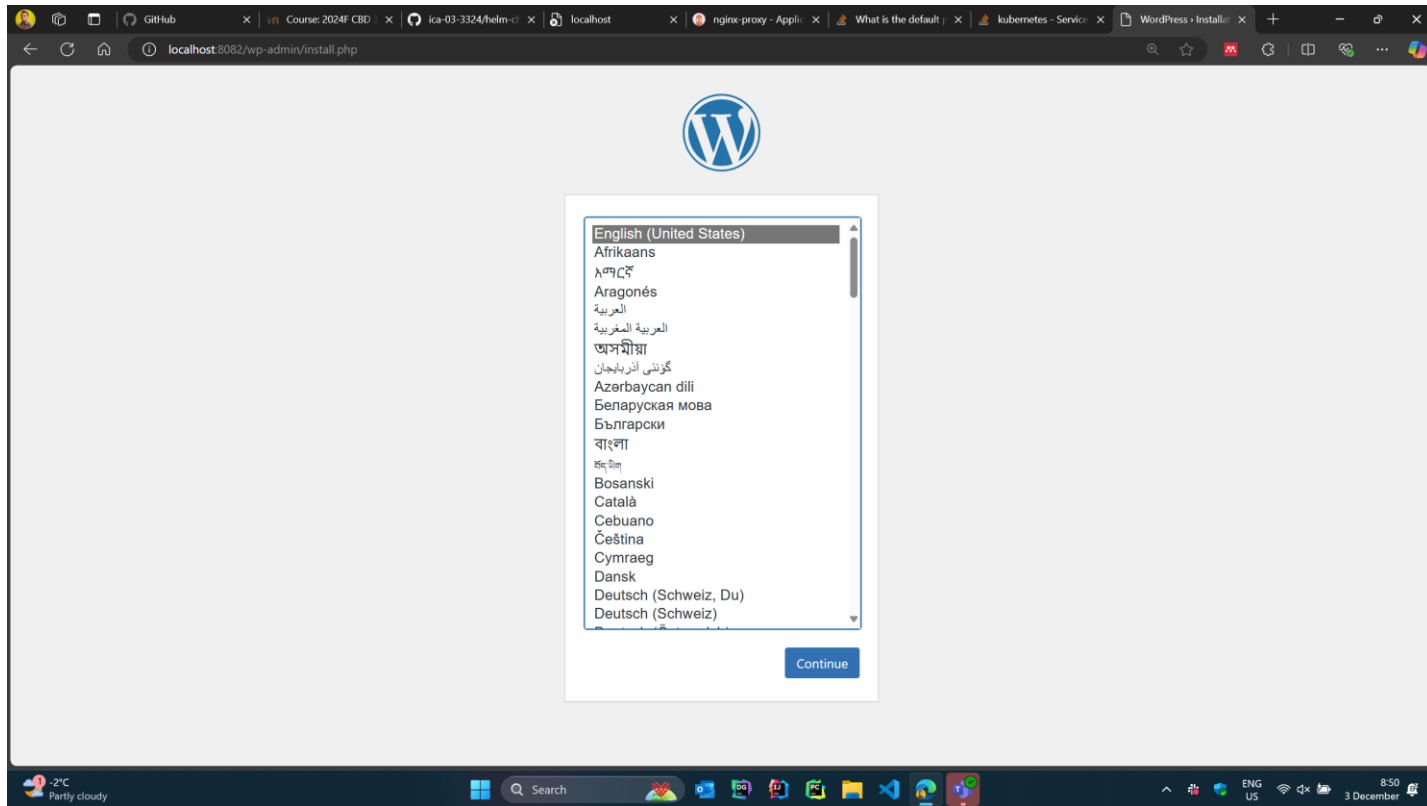 GitHub
Course: 2024F CBD 3
ica-03-3324/helm-cl
localhost
nginx-proxy - Applic
What is the default p
kubernetes - Service
WordPress › Installat
localhost:8082/wp-admin/install.php
English (United States)
Afrikaans
አማርኛ
Aragonés
العربية
العربية المغربية
অসমীয়া
گؤنئی آذربایجان
Azərbaycan dili
Беларуская мова
Български
বাংলা
བོད་ཡིག
Bosanski
Català
Cebuano
Čeština
Cymraeg
Dansk
Deutsch (Schweiz, Du)
Deutsch (Schweiz)
Continue
1
-2°C
Partly cloudy
Search
ENG
US
8:50
3 December